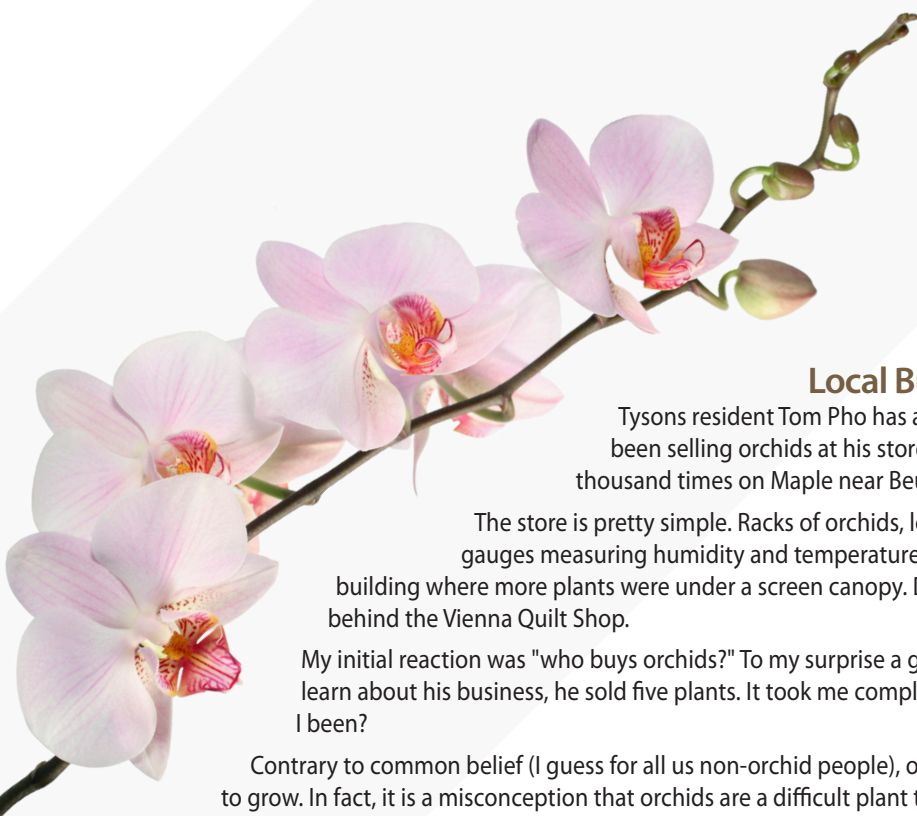 Local B
Tysons resident Tom Pho has a
been selling orchids at his store
thousand times on Maple near Beu
The store is pretty simple. Racks of orchids, l
gauges measuring humidity and temperature
building where more plants were under a screen canopy. D
behind the Vienna Quilt Shop.
My initial reaction was "who buys orchids?" To my surprise a g
learn about his business, he sold five plants. It took me compl
I been?
Contrary to common belief (I guess for all us non-orchid people), o
to grow. In fact, it is a misconception that orchids are a difficult plant t